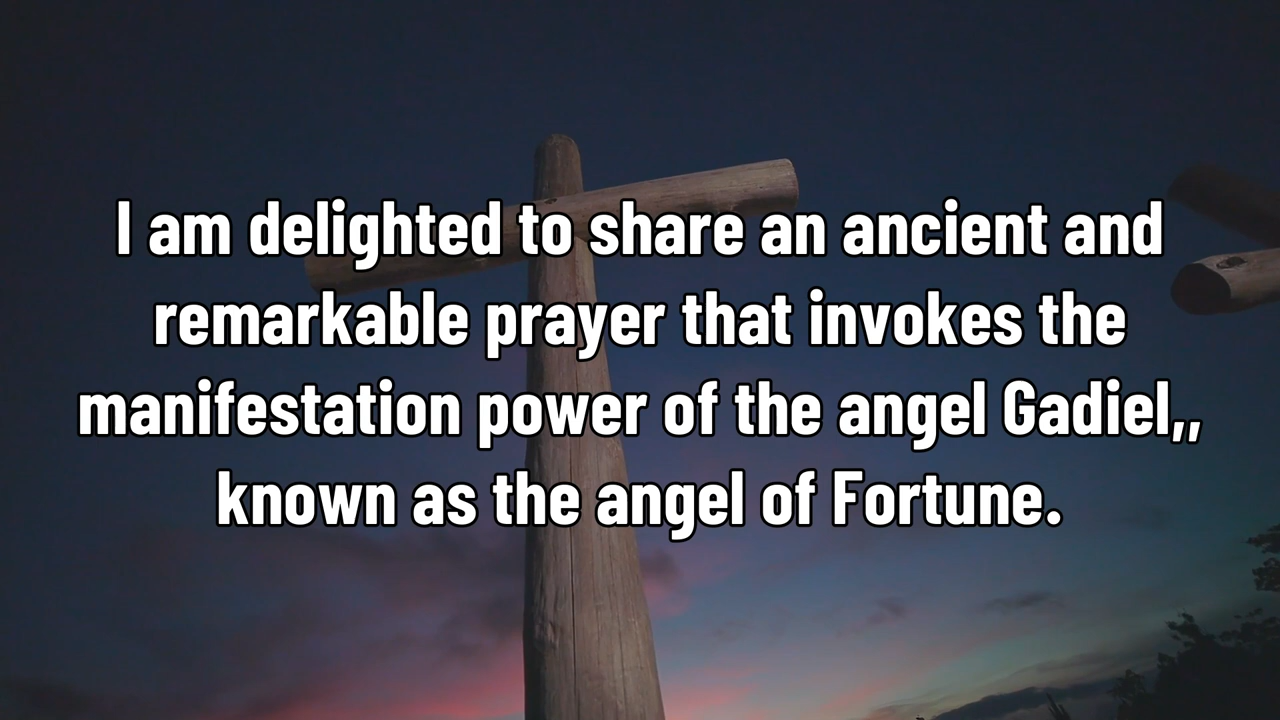 I am delighted to share an ancient and
remarkable prayer that invokes the
manifestation power of the angel Gadiel,,
known as the angel of Fortune.